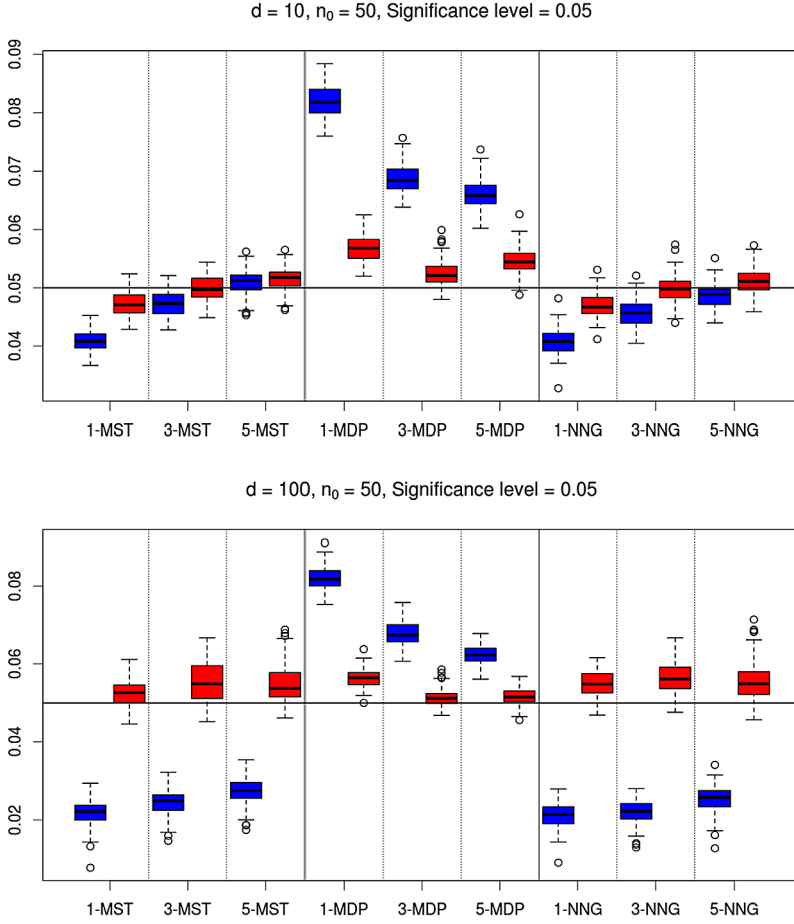 d = 10, n₀ = 50, Significance level = 0.05
0.09
0.08
0.07
0.06
0.05
0.04
1-MST 3-MST 5-MST 1-MDP 3-MDP 5-MDP 1-NNG 3-NNG 5-NNG
d = 100, n₀ = 50, Significance level = 0.05
0.08
0.06
0.04
0.02
1-MST 3-MST 5-MST 1-MDP 3-MDP 5-MDP 1-NNG 3-NNG 5-NNG